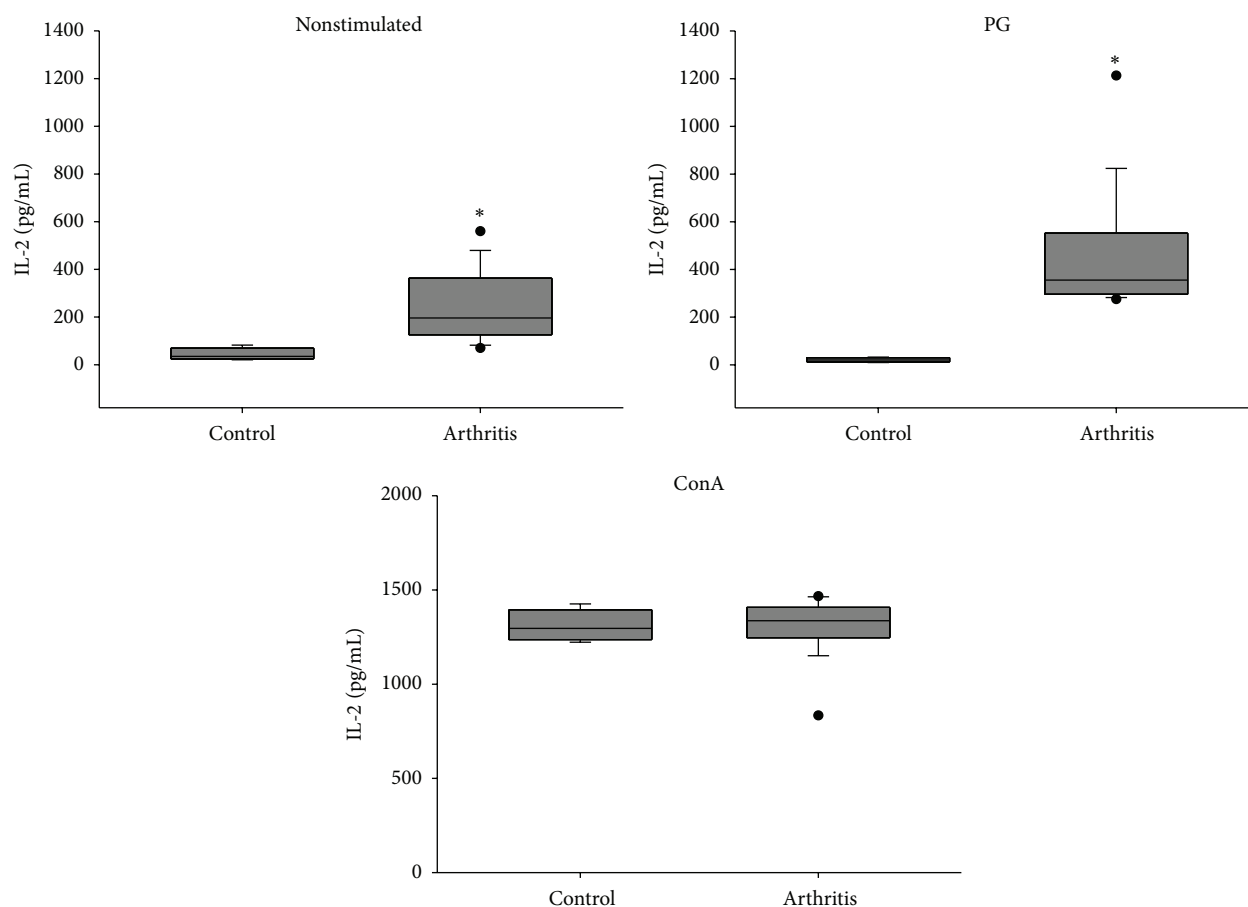 Nonstimulated
1400
1200
1000
800
600
400
200
0
IL-2 (pg/mL)
*
Control
Arthritis
PG
1400
1200
1000
800
600
400
200
0
IL-2 (pg/mL)
*
Control
Arthritis
ConA
2000
1500
1000
500
0
IL-2 (pg/mL)
Control
Arthritis